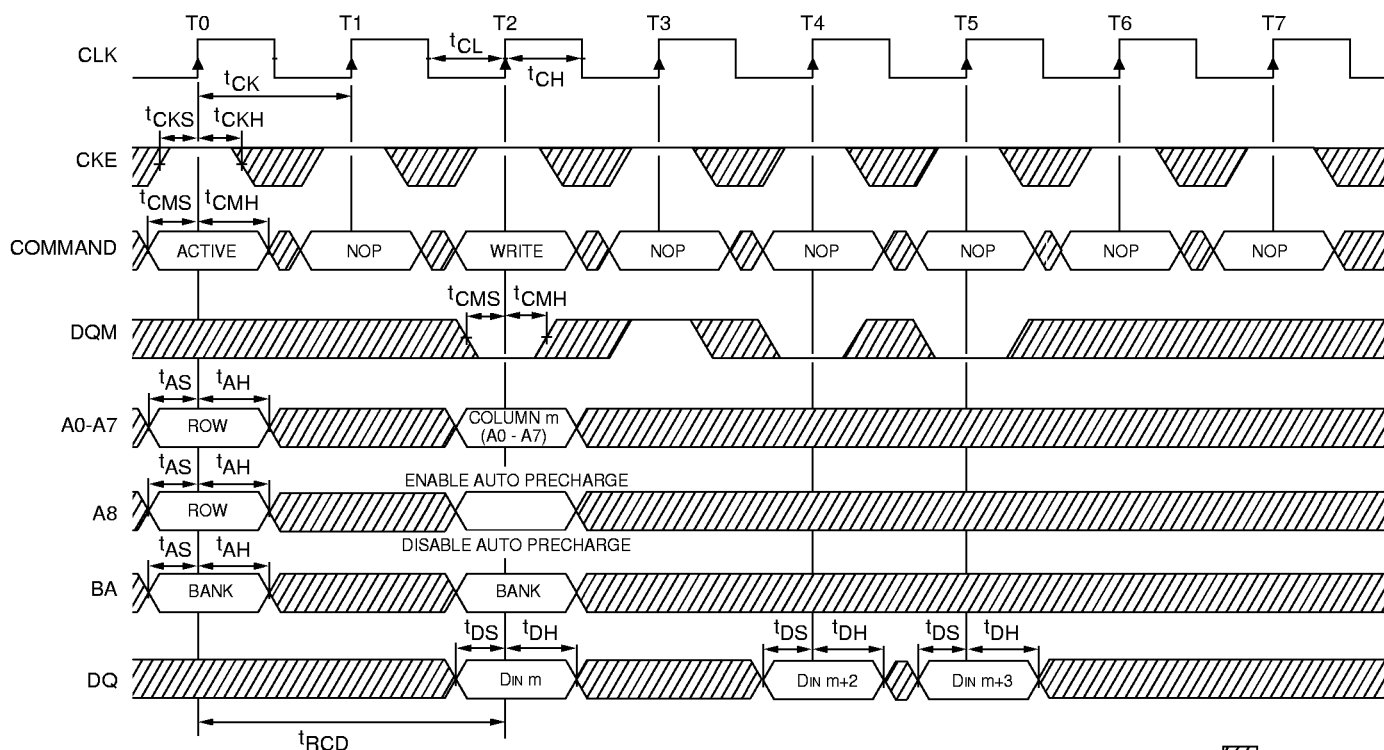 T0 T1 T2 T3 T4 T5 T6 T7
CLK
tCL
tCH
tCK
tCKS tCKH
CKE
tCMS tCMH
COMMAND ACTIVE NOP WRITE NOP NOP NOP NOP NOP
tCMS tCMH
DQM
tAS tAH
A0-A7 ROW COLUMN m
(A0 - A7)
tAS tAH
ENABLE AUTO PRECHARGE
A8 ROW
DISABLE AUTO PRECHARGE
tAS tAH
BA BANK BANK
tDS tDH tDS tDH tDS tDH
DQ DIN m DIN m+2 DIN m+3
tRCD